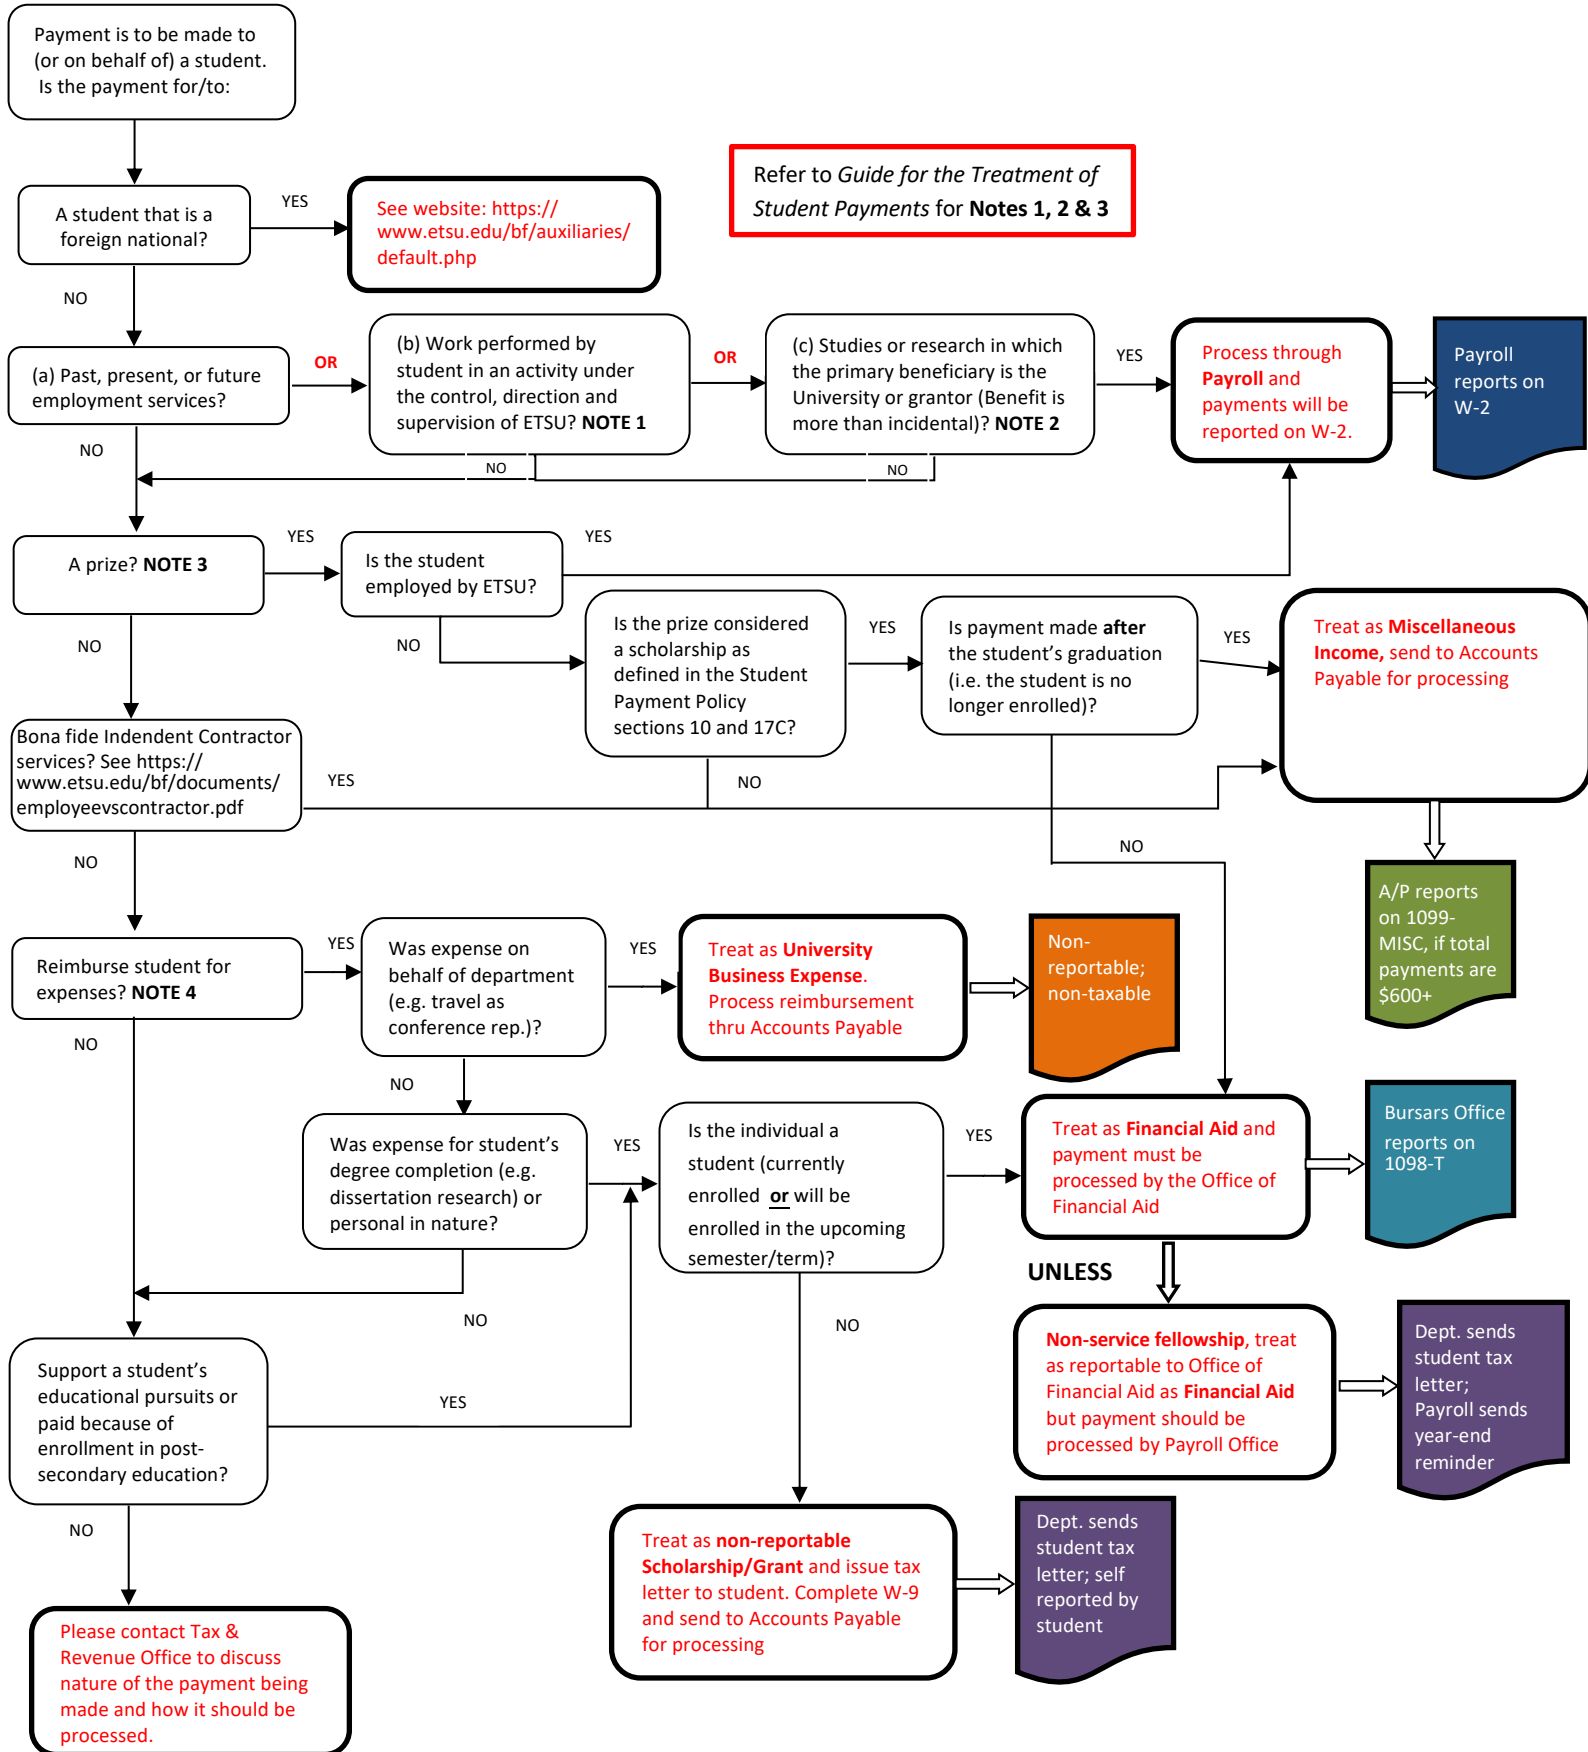 Payment is to be made to
(or on behalf of) a student.
Is the payment for/to:
Refer to Guide for the Treatment of
Student Payments for Notes 1, 2 & 3
A student that is a
foreign national?
YES
See website: https://
www.etsu.edu/bf/auxiliaries/
default.php
NO
(a) Past, present, or future
employment services?
OR
(b) Work performed by
student in an activity under
the control, direction and
supervision of ETSU? NOTE 1
OR
(c) Studies or research in which
the primary beneficiary is the
University or grantor (Benefit is
more than incidental)? NOTE 2
YES
Process through
Payroll and
payments will be
reported on W-2.
Payroll
reports on
W-2
NO
NO
NO
A prize? NOTE 3
YES
Is the student
employed by ETSU?
YES
NO
NO
Is the prize considered
a scholarship as
defined in the Student
Payment Policy
sections 10 and 17C?
YES
Is payment made after
the student's graduation
(i.e. the student is no
longer enrolled)?
YES
Treat as Miscellaneous
Income, send to Accounts
Payable for processing
Bona fide Indendent Contractor
services? See https://
www.etsu.edu/bf/documents/
employeevscontractor.pdf
YES
NO
NO
NO
A/P reports
on 1099-
MISC, if total
payments are
$600+
Reimburse student for
expenses? NOTE 4
YES
Was expense on
behalf of department
(e.g. travel as
conference rep.)?
YES
Treat as University
Business Expense.
Process reimbursement
thru Accounts Payable
Non-
reportable;
non-taxable
NO
NO
Was expense for student's
degree completion (e.g.
dissertation research) or
personal in nature?
YES
Is the individual a
student (currently
enrolled or will be
enrolled in the upcoming
semester/term)?
YES
Treat as Financial Aid and
payment must be
processed by the Office of
Financial Aid
Bursars Office
reports on
1098-T
UNLESS
NO
NO
Support a student's
educational pursuits or
paid because of
enrollment in post-
secondary education?
YES
Non-service fellowship, treat
as reportable to Office of
Financial Aid as Financial Aid
but payment should be
processed by Payroll Office
Dept. sends
student tax
letter;
Payroll sends
year-end
reminder
NO
Treat as non-reportable
Scholarship/Grant and issue tax
letter to student. Complete W-9
and send to Accounts Payable
for processing
Dept. sends
student tax
letter; self
reported by
student
Please contact Tax &
Revenue Office to discuss
nature of the payment being
made and how it should be
processed.